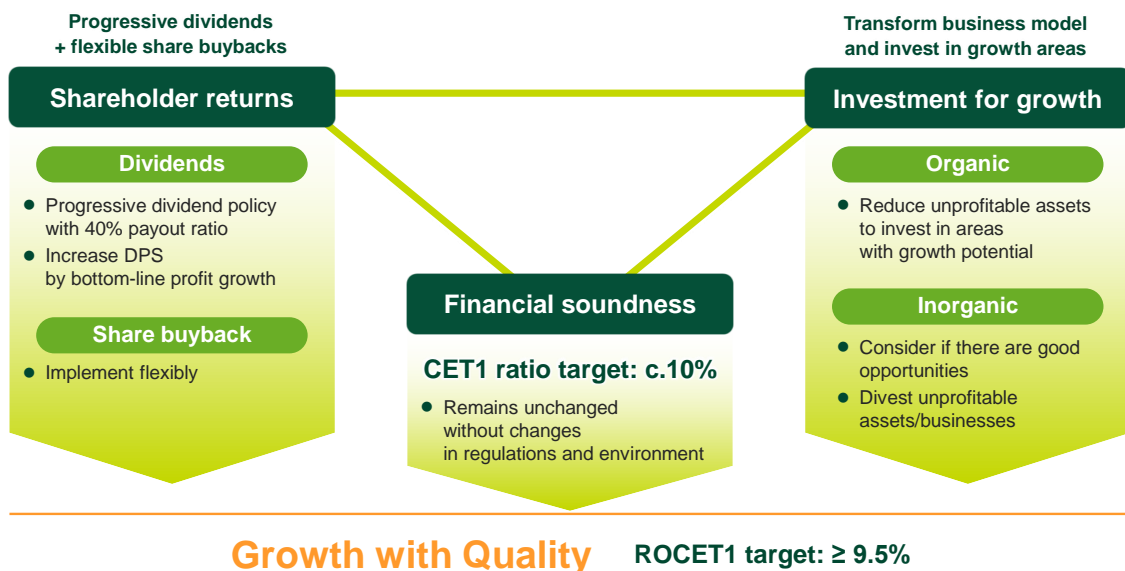 Progressive dividends
+ flexible share buybacks
Shareholder returns
Dividends
● Progressive dividend policy
with 40% payout ratio
● Increase DPS
by bottom-line profit growth
Share buyback
● Implement flexibly
Financial soundness
CET1 ratio target: c.10%
● Remains unchanged
without changes
in regulations and environment
Transform business model
and invest in growth areas
Investment for growth
Organic
● Reduce unprofitable assets
to invest in areas
with growth potential
Inorganic
● Consider if there are good
opportunities
● Divest unprofitable
assets/businesses
Growth with Quality ROCET1 target: ≥ 9.5%